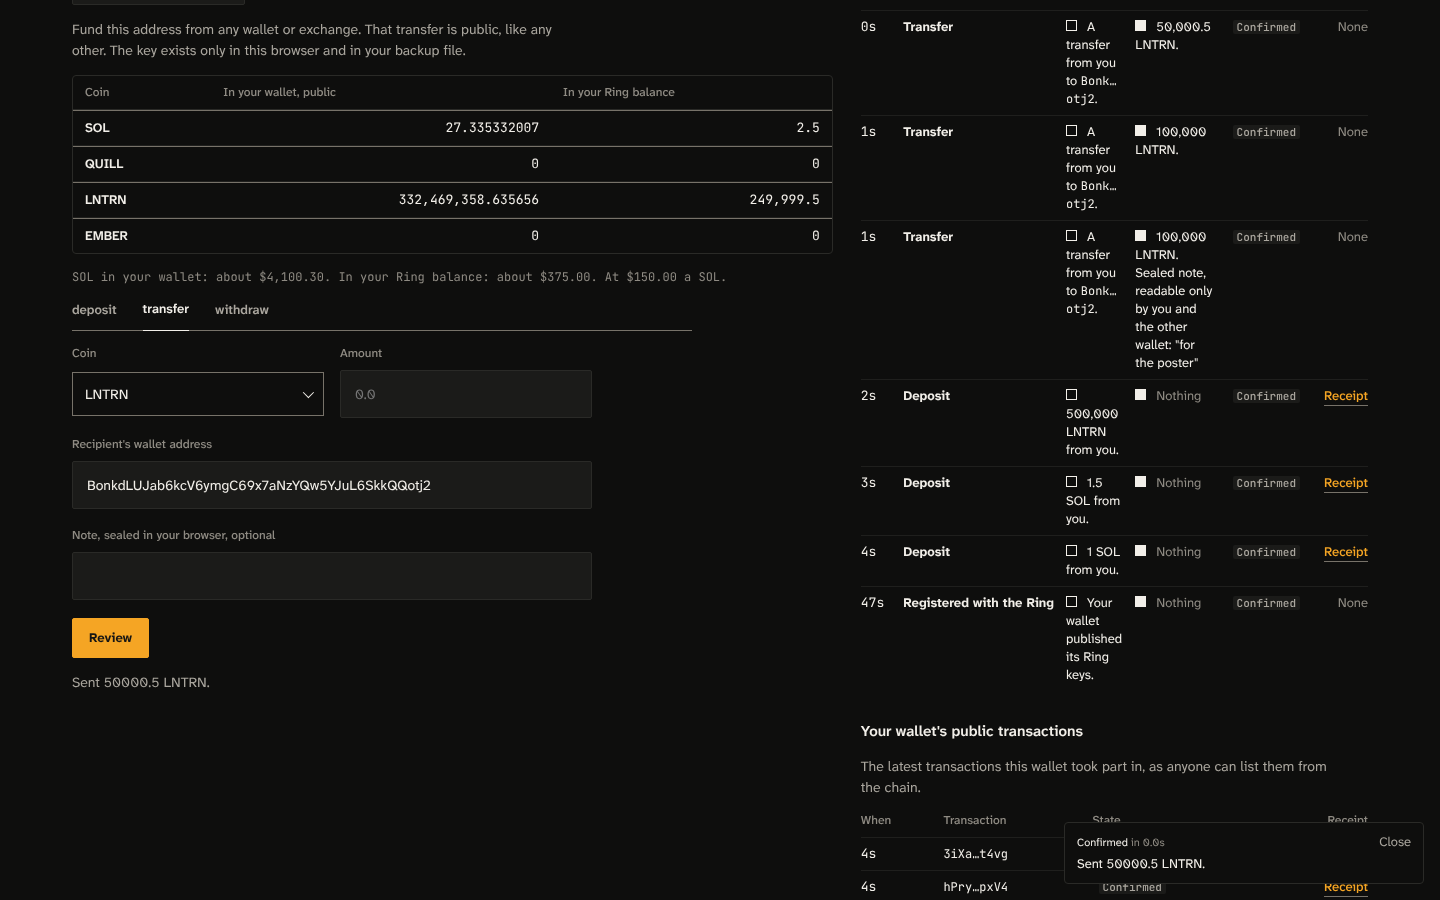 Fund this address from any wallet or exchange. That transfer is public, like any
other. The key exists only in this browser and in your backup file.
Coin In your wallet, public In your Ring balance
SOL 27.335332007 2.5
QUILL 0 0
LNTRN 332,469,358.635656 249,999.5
EMBER 0 0
SOL in your wallet: about $4,100.30. In your Ring balance: about $375.00. At $150.00 a SOL.
deposit transfer withdraw
Coin Amount
LNTRN 0.0
Recipient's wallet address
BonkdLUJab6kcV6ymgC69x7aNzYQw5YJuL6SkkQQotj2
Note, sealed in your browser, optional
Review
Sent 50000.5 LNTRN.
0s Transfer A 50,000.5 Confirmed None
transfer LNTRN.
from you
to Bonk…
otj2.
1s Transfer A 100,000 Confirmed None
transfer LNTRN.
from you
to Bonk…
otj2.
1s Transfer A 100,000 Confirmed None
transfer LNTRN.
from you Sealed note,
to Bonk… readable only
otj2. by you and
the other
wallet: "for
the poster"
2s Deposit Nothing Confirmed Receipt
500,000
LNTRN
from you.
3s Deposit 1.5 Nothing Confirmed Receipt
SOL from
you.
4s Deposit 1 SOL Nothing Confirmed Receipt
from you.
47s Registered with the Ring Your Nothing Confirmed None
wallet
published
its Ring
keys.
Your wallet's public transactions
The latest transactions this wallet took part in, as anyone can list them from
the chain.
When Transaction State Receipt
4s 3iXa…t4vg
4s hPry…pxV4 Confirmed Receipt
Confirmed in 0.0s Close
Sent 50000.5 LNTRN.